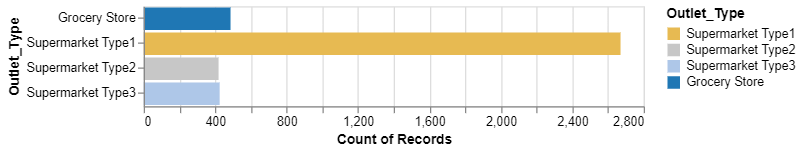 Outlet_Type
Grocery Store
Supermarket Type1
Supermarket Type2
Supermarket Type3
0 400 800 1,200 1,600 2,000 2,400 2,800
Count of Records
Outlet_Type
Supermarket Type1
Supermarket Type2
Supermarket Type3
Grocery Store